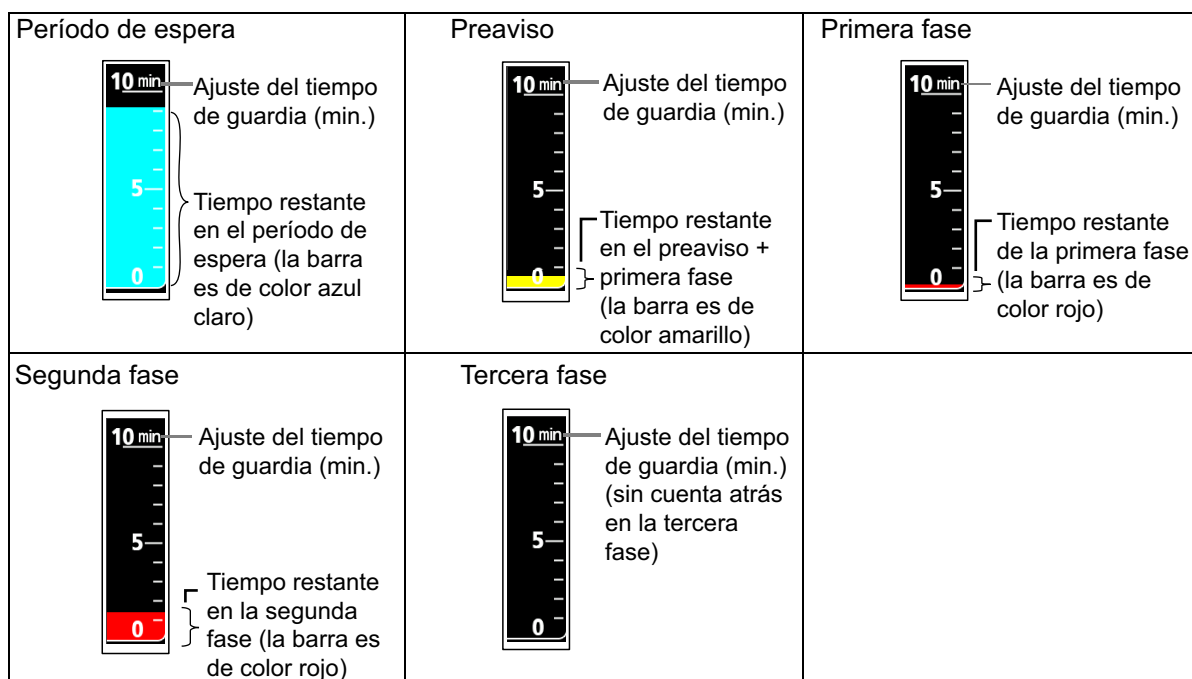 Período de espera
10 min
Ajuste del tiempo
de guardia (min.)
5
Tiempo restante
en el período de
espera (la barra
es de color azul
claro)
0
Preaviso
10 min
Ajuste del tiempo
de guardia (min.)
5
Tiempo restante
en el preaviso +
primera fase
(la barra es de
color amarillo)
0
Primera fase
10 min
Ajuste del tiempo
de guardia (min.)
5
Tiempo restante
de la primera fase
(la barra es de
color rojo)
0
Segunda fase
10 min
Ajuste del tiempo
de guardia (min.)
5
Tiempo restante
en la segunda
fase (la barra es
de color rojo)
0
Tercera fase
10 min
Ajuste del tiempo
de guardia (min.)
(sin cuenta atrás
en la tercera
fase)
5
0